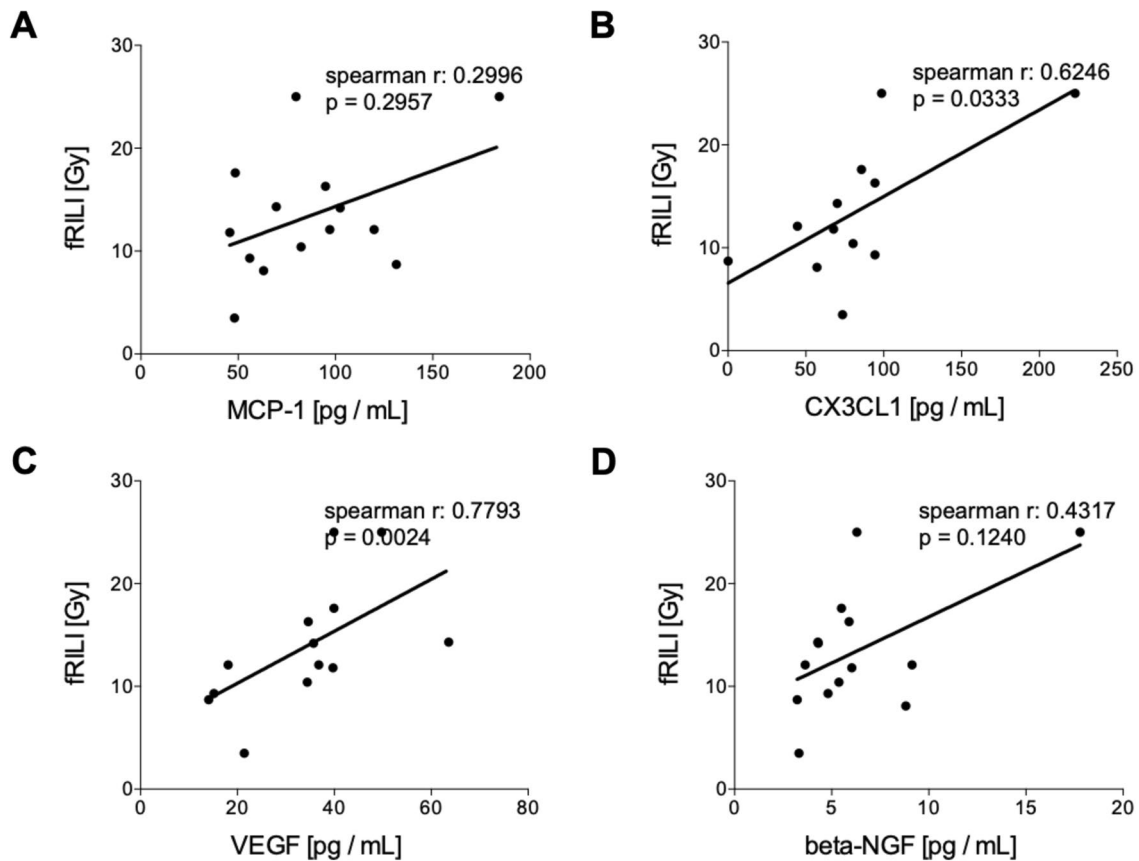 A
30
20
10
0
fRILI [Gy]
spearman r: 0.2996
p = 0.2957
0
50
100
150
200
MCP-1 [pg / mL]
B
30
20
10
0
fRILI [Gy]
spearman r: 0.6246
p = 0.0333
0
50
100
150
200
250
CX3CL1 [pg / mL]
C
30
20
10
0
fRILI [Gy]
spearman r: 0.7793
p = 0.0024
0
20
40
60
80
VEGF [pg / mL]
D
30
20
10
0
fRILI [Gy]
spearman r: 0.4317
p = 0.1240
0
5
10
15
20
beta-NGF [pg / mL]